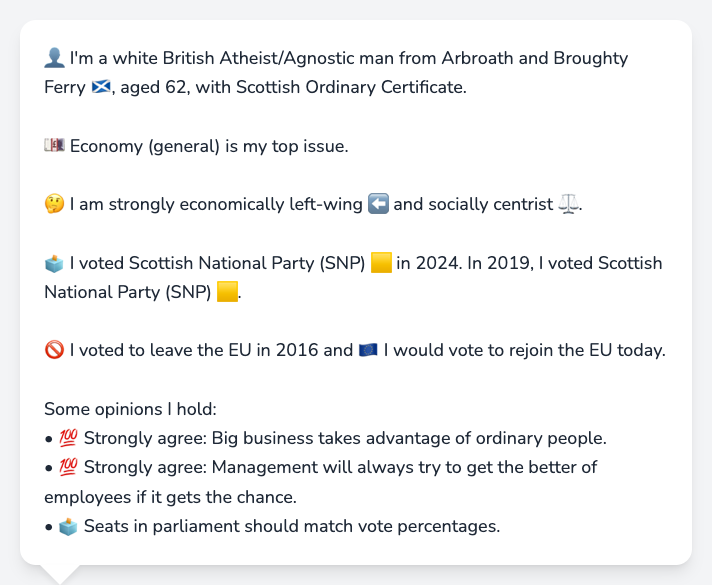 👤 I'm a white British Atheist/Agnostic man from Arbroath and Broughty
Ferry 🏴󠁧󠁢󠁳󠁣󠁴󠁿, aged 62, with Scottish Ordinary Certificate.
💷 Economy (general) is my top issue.
🤔 I am strongly economically left-wing ⬅️ and socially centrist ⚖️.
🗳️ I voted Scottish National Party (SNP) 🟨 in 2024. In 2019, I voted Scottish
National Party (SNP) 🟨.
🚫 I voted to leave the EU in 2016 and 🇪🇺 I would vote to rejoin the EU today.
Some opinions I hold:
• 💯 Strongly agree: Big business takes advantage of ordinary people.
• 💯 Strongly agree: Management will always try to get the better of
employees if it gets the chance.
• 🗳️ Seats in parliament should match vote percentages.